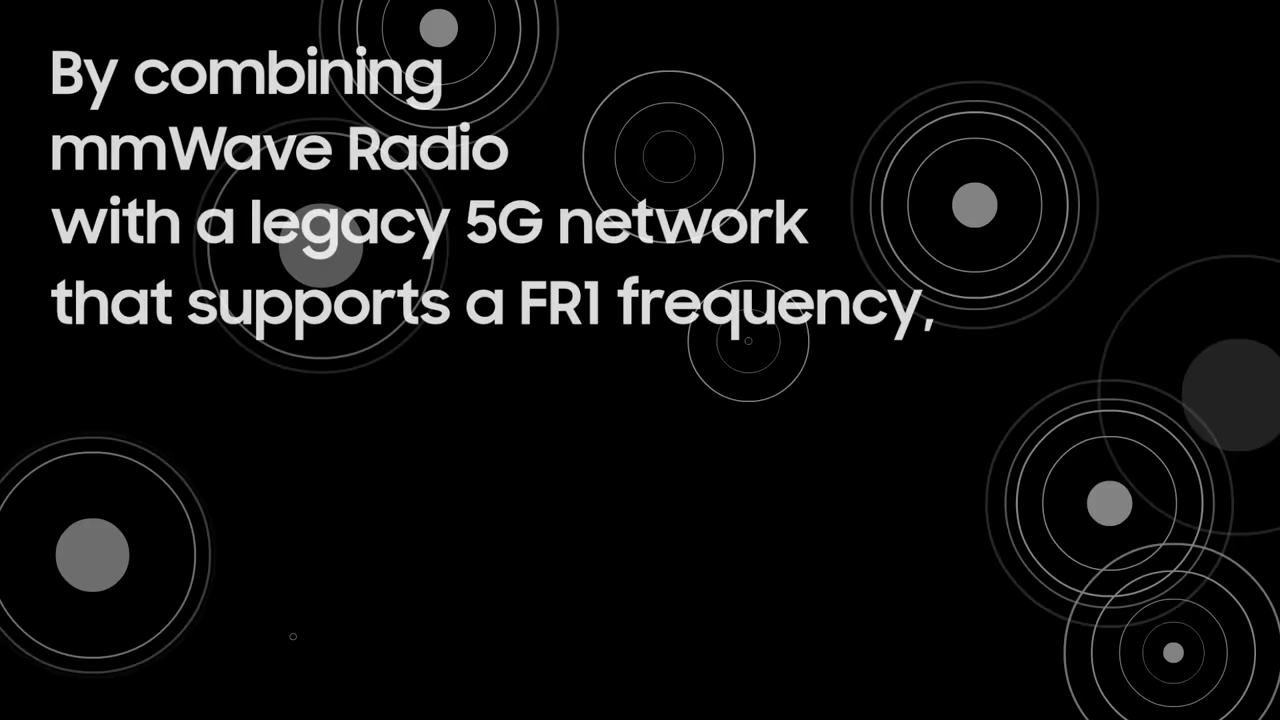 By combining
mmWave Radio
with a legacy 5G network
that supports a FR1 frequency,